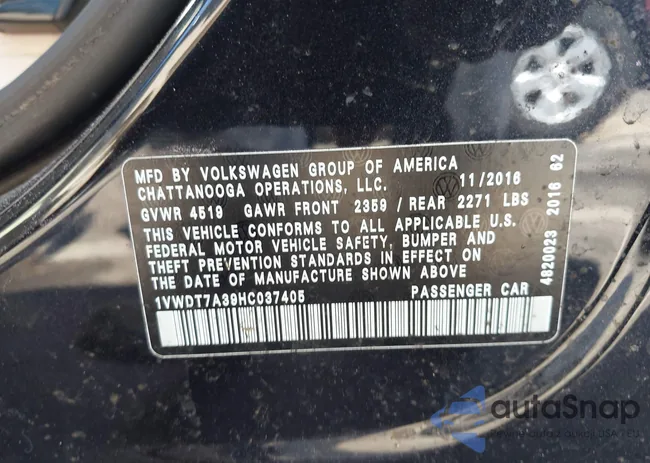 MFD BY VOLKSWAGEN GROUP OF AMERICA
CHATTANOOGA OPERATIONS, LLC. 11/2016
GVWR 4519 GAWR FRONT 2359 / REAR 2271 LBS
THIS VEHICLE CONFORMS TO ALL APPLICABLE U.S.
FEDERAL MOTOR VEHICLE SAFETY, BUMPER AND
THEFT PREVENTION STANDARDS IN EFFECT ON
THE DATE OF MANUFACTURE SHOWN ABOVE
1VWDT7A39HC037405 PASSENGER CAR
4820023 2016 62
autoSnap